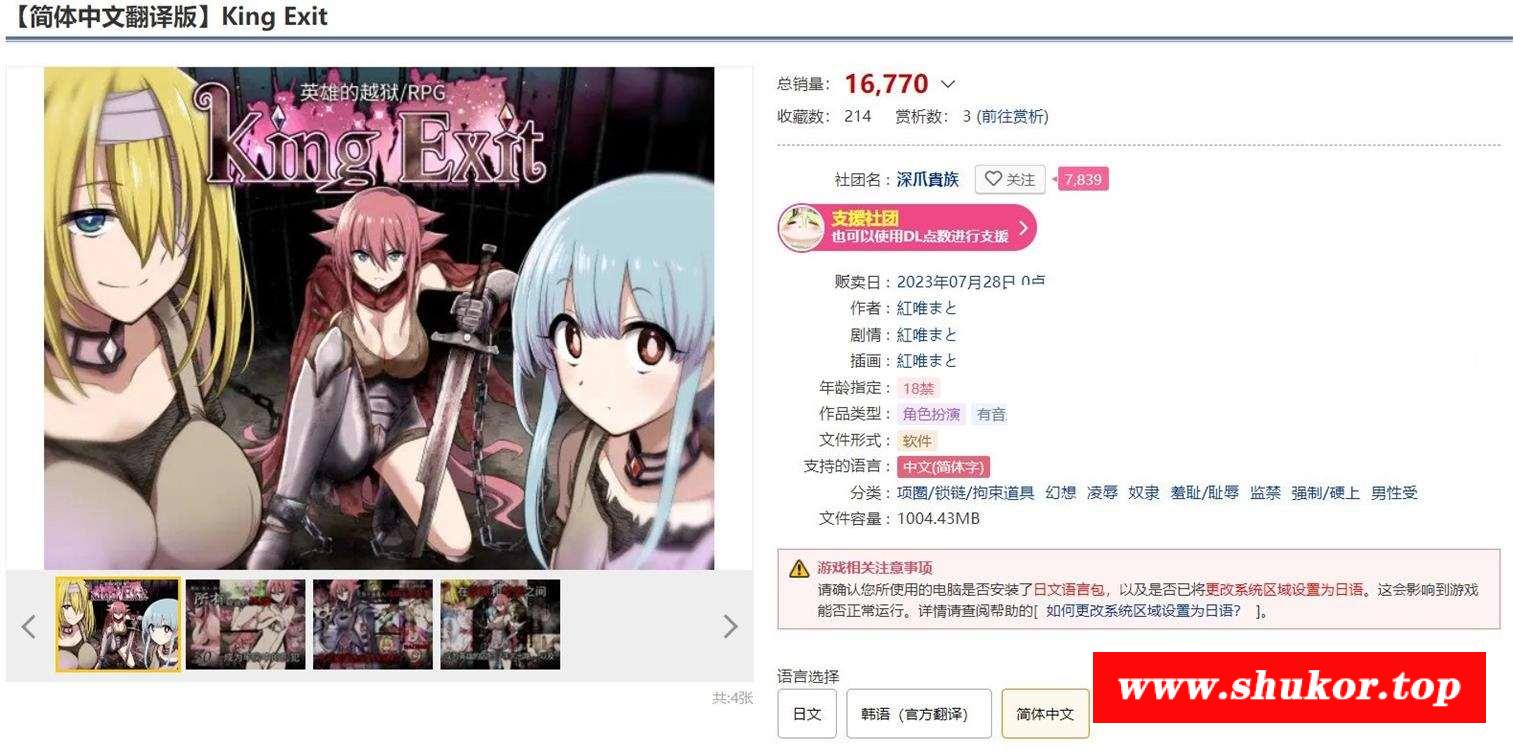 【简体中文翻译版】King Exit
英雄的越狱/RPG
King Exit
共:4张
总销量： 16,770
收藏数： 214 赏析数： 3 (前往赏析)
社团名： 深爪貴族 关注 7,839
支援社团
也可以使用DL点数进行支援
贩卖日： 2023年07月28日 0点
作者： 紅唯まと
剧情： 紅唯まと
插画： 紅唯まと
年龄指定： 18禁
作品类型： 角色扮演 有音
文件形式： 软件
支持的语言： 中文(简体字)
分类： 项圈/锁链/拘束道具 幻想 凌辱 奴隶 羞耻/耻辱 监禁 强制/硬上 男性受
文件容量： 1004.43MB
游戏相关注意事项
请确认您所使用的电脑是否安装了日文语言包，以及是否已将更改系统区域设置为日语。这会影响到游戏
能否正常运行。详情请查阅帮助的[ 如何更改系统区域设置为日语？ ]。
语言选择
日文 韩语（官方翻译） 简体中文
www.shukor.top